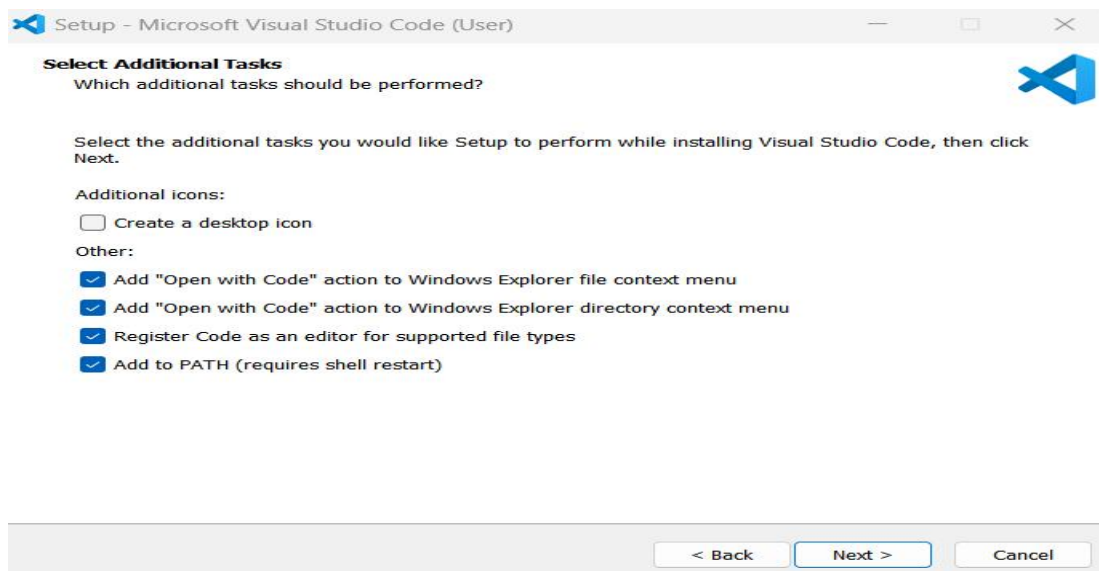 Setup - Microsoft Visual Studio Code (User)
Select Additional Tasks
Which additional tasks should be performed?
Select the additional tasks you would like Setup to perform while installing Visual Studio Code, then click
Next.
Additional icons:
Create a desktop icon
Other:
Add "Open with Code" action to Windows Explorer file context menu
Add "Open with Code" action to Windows Explorer directory context menu
Register Code as an editor for supported file types
Add to PATH (requires shell restart)
< Back Next > Cancel